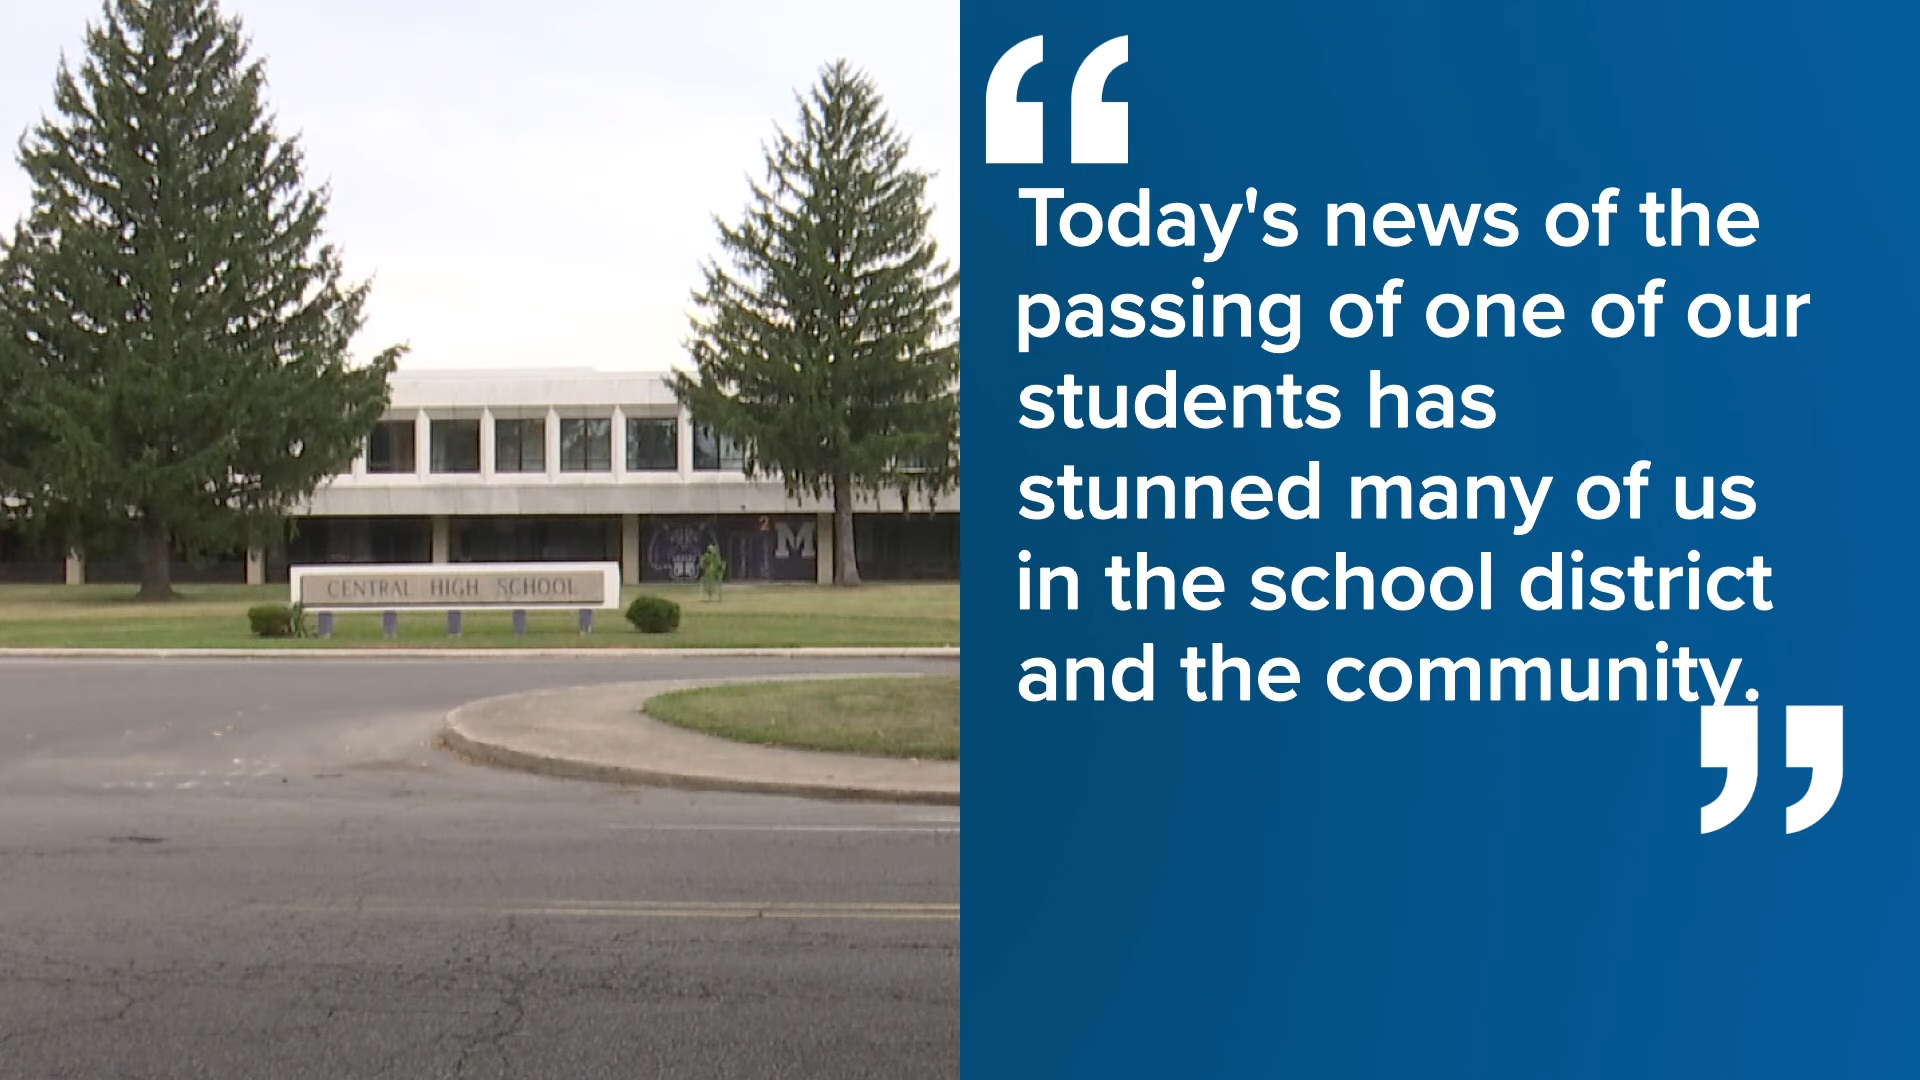 CENTRAL HIGH SCHOOL
2
M
“
Today's news of the
passing of one of our
students has
stunned many of us
in the school district
and the community.
”